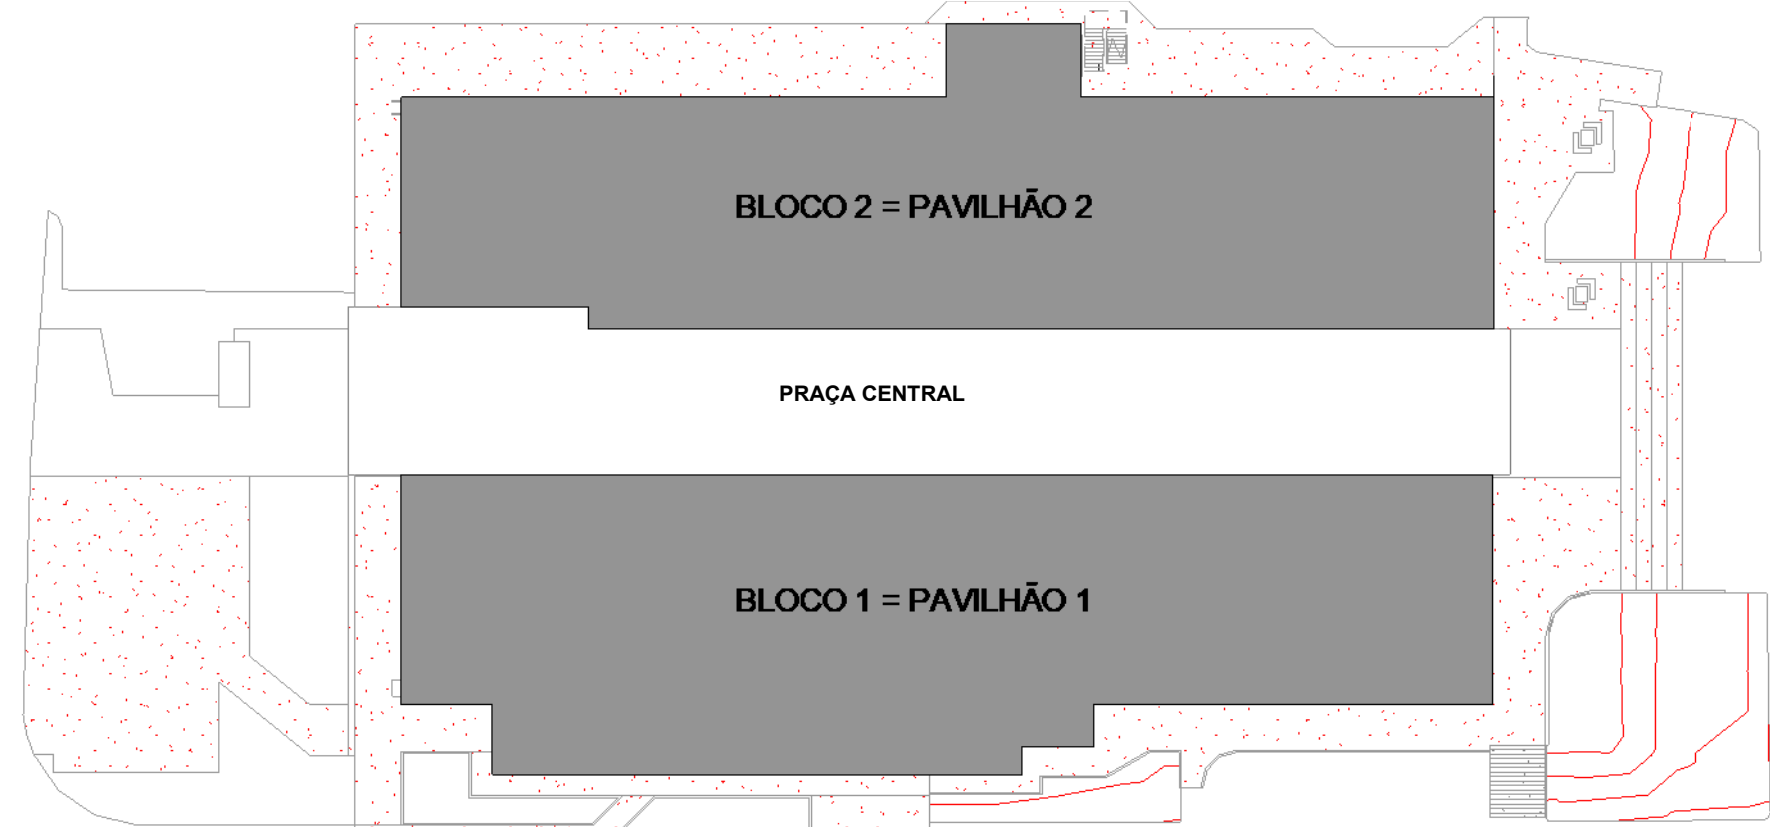 BLOCO 2 = PAVILHÃO 2
PRAÇA CENTRAL
BLOCO 1 = PAVILHÃO 1